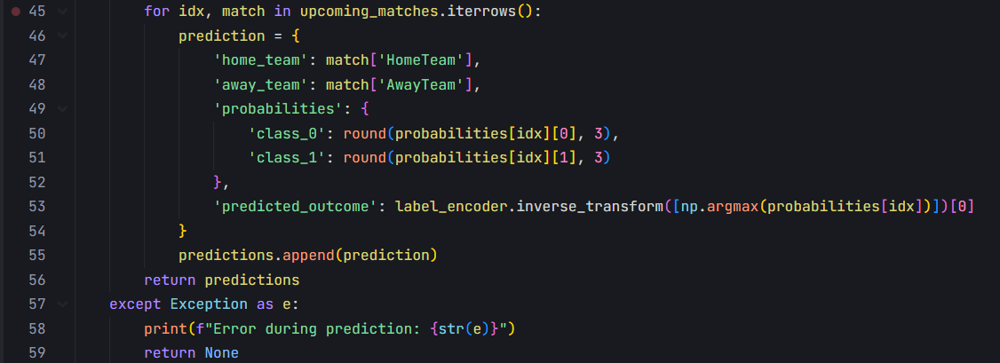 45 for idx, match in upcoming_matches.iterrows():
46 prediction = {
47 'home_team': match['HomeTeam'],
48 'away_team': match['AwayTeam'],
49 'probabilities': {
50 'class_0': round(probabilities[idx][0], 3),
51 'class_1': round(probabilities[idx][1], 3)
52 },
53 'predicted_outcome': label_encoder.inverse_transform([np.argmax(probabilities[idx])])[0]
54 }
55 predictions.append(prediction)
56 return predictions
57 except Exception as e:
58 print(f"Error during prediction: {str(e)}")
59 return None